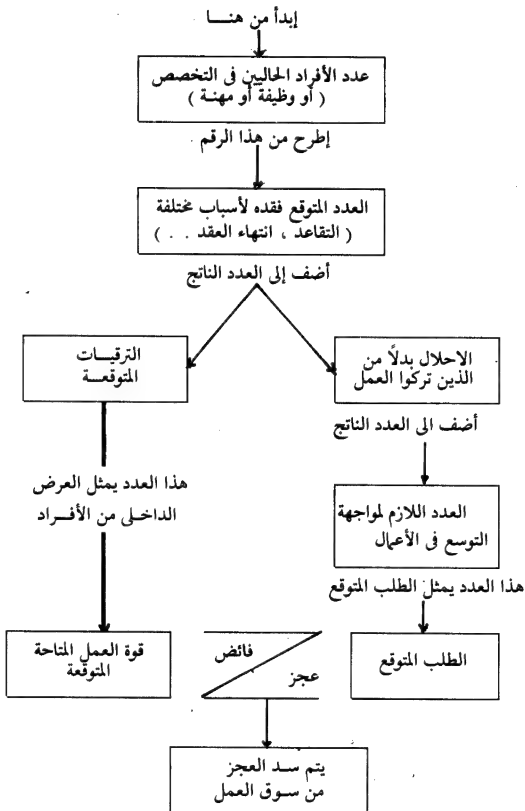 إبدأ من هنـــا
عدد الأفراد الحاليين فى التخصص
( أو وظيفة أو مهنـة )
إطرح من هذا الرقم
العدد المتوقع فقده لأسباب مختلفة
( التقاعد ، انتهاء العقد . . )
أضف إلى العدد الناتج
الاحلال بدلاً من
الذين تركوا العمل
الترقيــات
المتوقعــة
أضف الى العدد الناتج
العدد اللازم لمواجهة
التوسع فى الأعمال
هذا العدد يمثل العرض
الداخـلى من الأفـراد
هذا العدد يمثل الطلب المتوقع
الطلب المتوقع
فائض
عجز
قوة العمل المتاحة
المتوقعة
يتم سـد العجز
من سـوق العمل